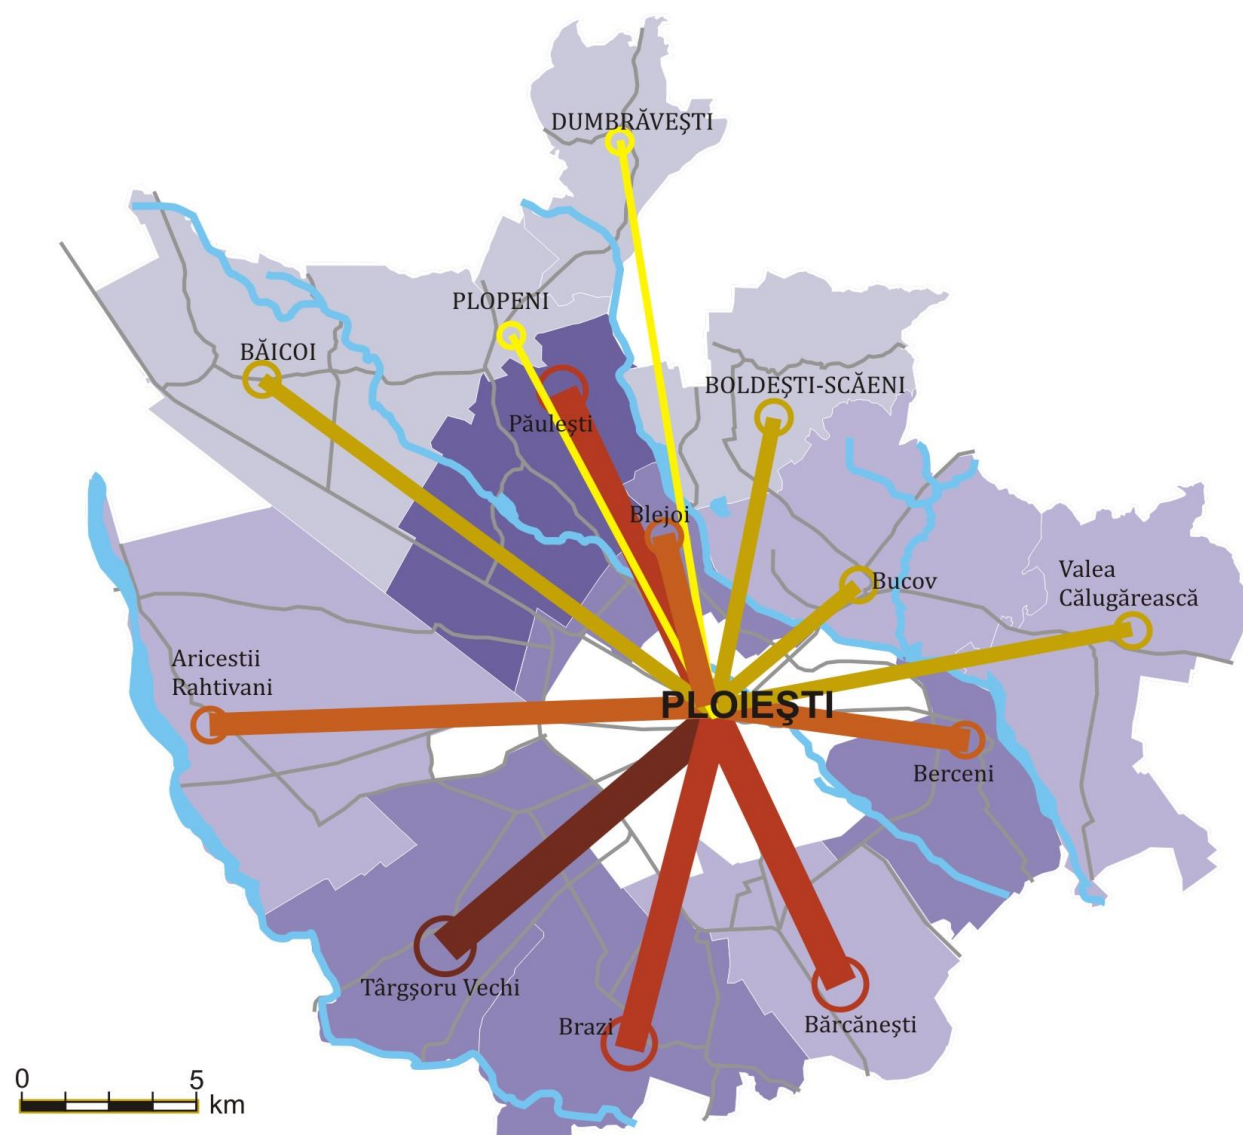 DUMBRĂVEŞTI
PLOPENI
BĂICOI
BOLDEŞTI-SCĂENI
Păuleşti
Blejoi
Bucov
Valea
Călugărească
Aricestii
Rahtivani
PLOIEŞTI
Berceni
Târgşoru Vechi
Brazi
Bărcăneşti
0 5
km